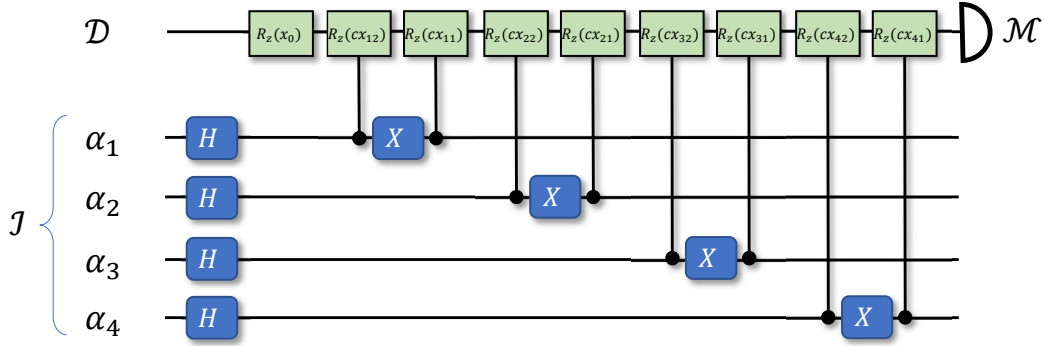 𝒟 R_z(x_0) R_z(cx_12) R_z(cx_11) R_z(cx_22) R_z(cx_21) R_z(cx_32) R_z(cx_31) R_z(cx_42) R_z(cx_41) ℳ
α_1 H X
α_2 H X
𝒥
α_3 H X
α_4 H X